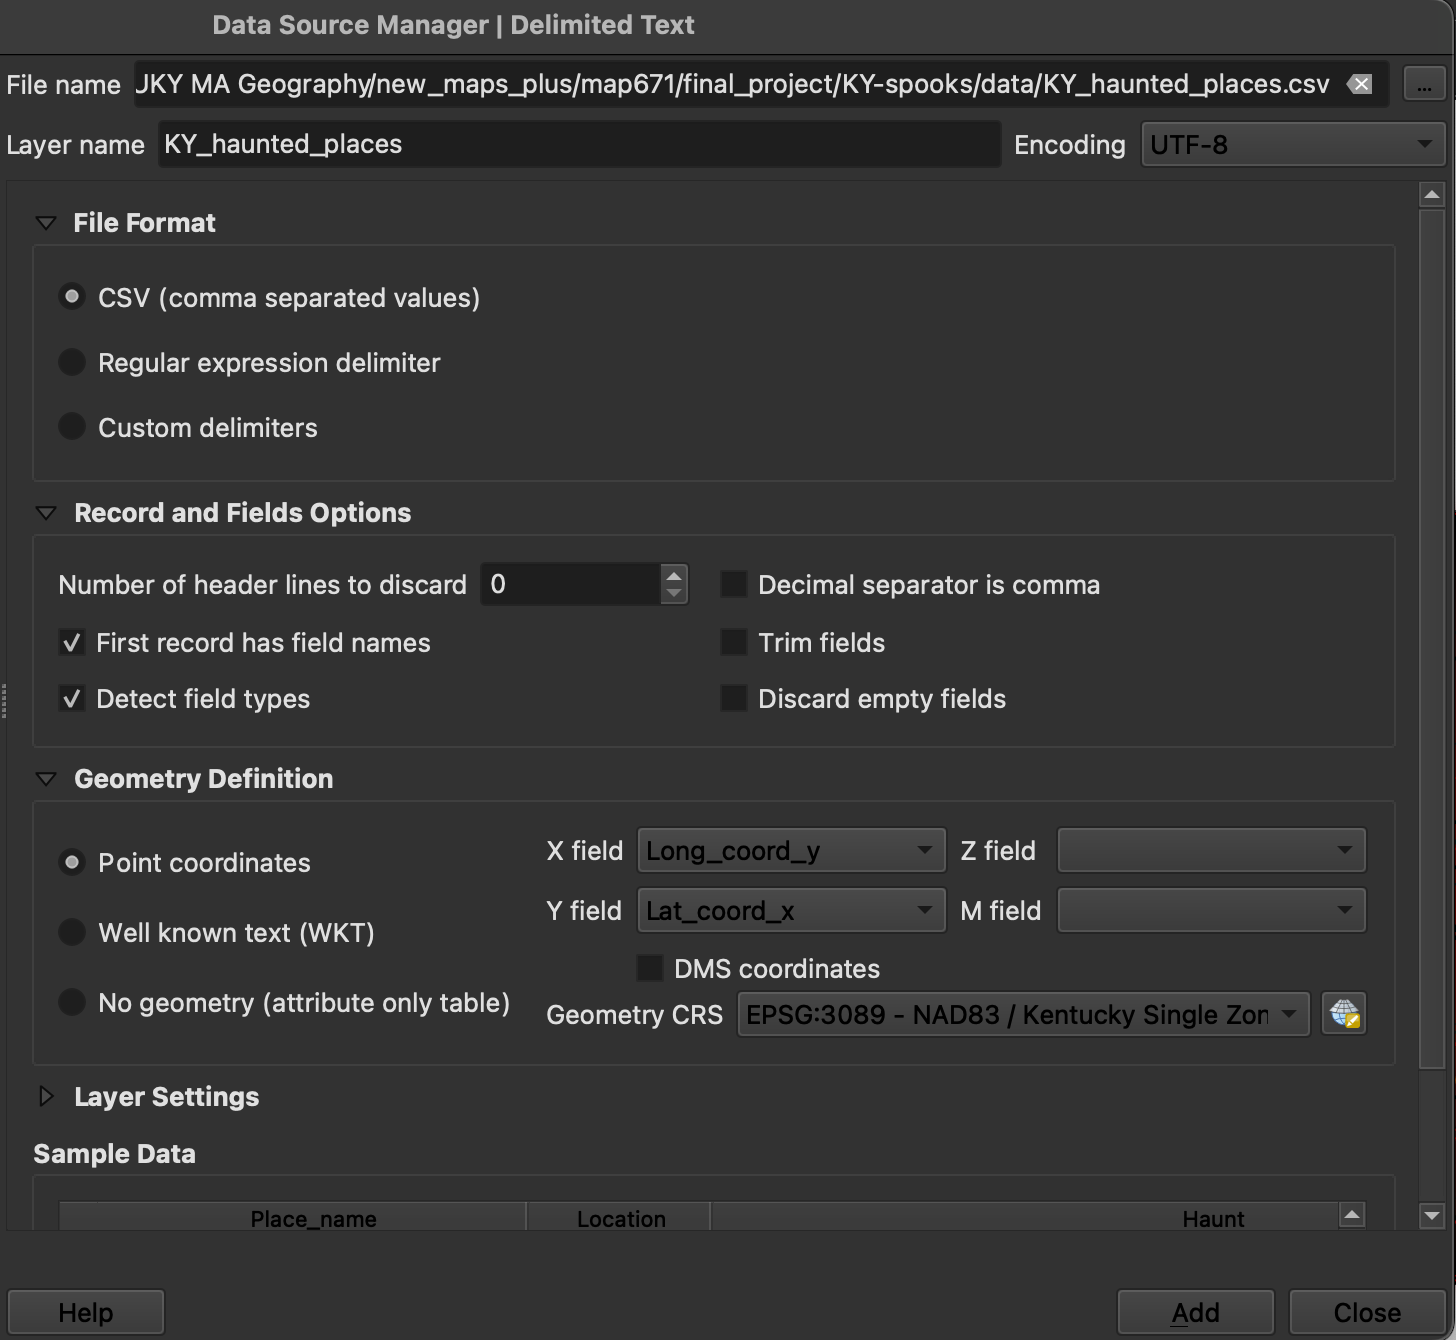 Data Source Manager | Delimited Text
File name JKY MA Geography/new_maps_plus/map671/final_project/KY-spooks/data/KY_haunted_places.csv ...
Layer name KY_haunted_places Encoding UTF-8
File Format
CSV (comma separated values)
Regular expression delimiter
Custom delimiters
Record and Fields Options
Number of header lines to discard 0 Decimal separator is comma
First record has field names Trim fields
Detect field types Discard empty fields
Geometry Definition
Point coordinates X field Long_coord_y Z field
Y field Lat_coord_x M field
Well known text (WKT)
DMS coordinates
No geometry (attribute only table) Geometry CRS EPSG:3089 - NAD83 / Kentucky Single Zon
Layer Settings
Sample Data
Place_name Location Haunt
Help Add Close